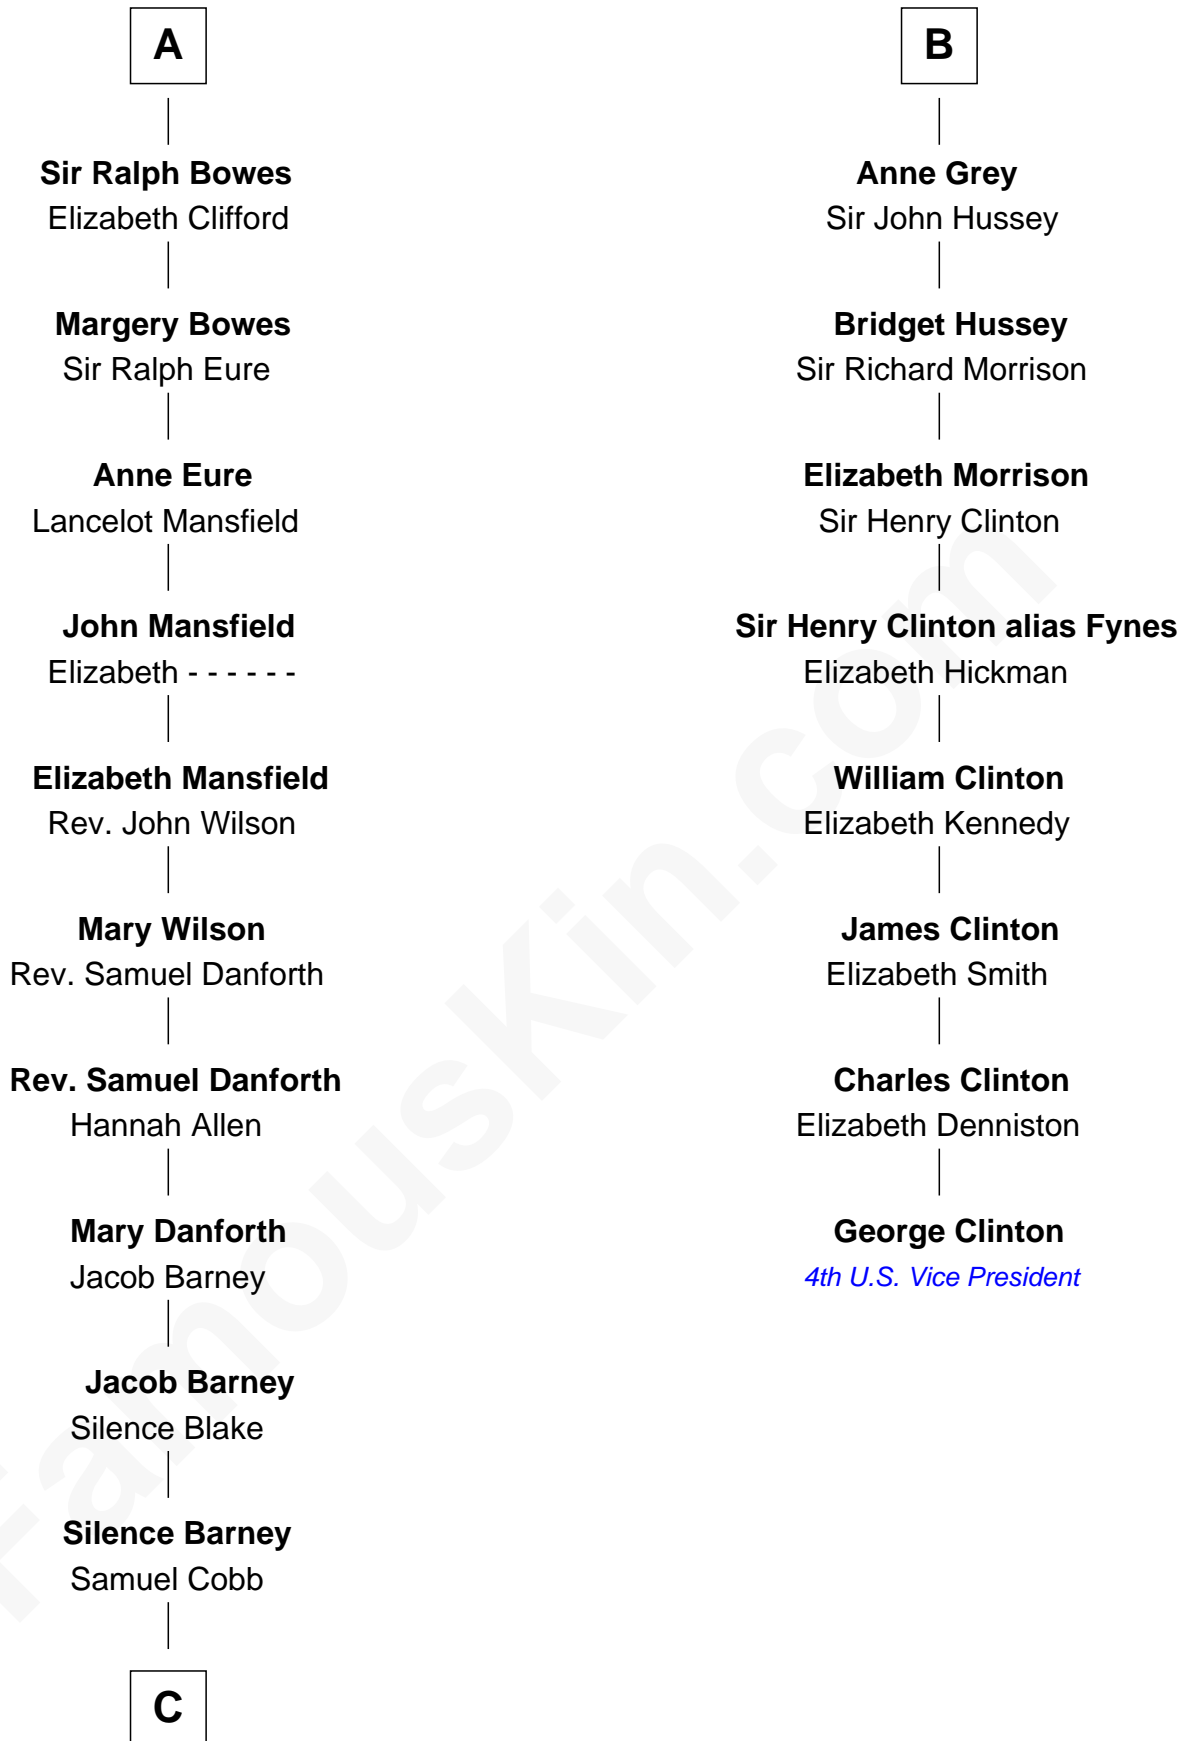 A
Sir Ralph Bowes
Elizabeth Clifford
Margery Bowes
Sir Ralph Eure
Anne Eure
Lancelot Mansfield
John Mansfield
Elizabeth - - - - - -
Elizabeth Mansfield
Rev. John Wilson
Mary Wilson
Rev. Samuel Danforth
Rev. Samuel Danforth
Hannah Allen
Mary Danforth
Jacob Barney
Jacob Barney
Silence Blake
Silence Barney
Samuel Cobb
C
B
Anne Grey
Sir John Hussey
Bridget Hussey
Sir Richard Morrison
Elizabeth Morrison
Sir Henry Clinton
Sir Henry Clinton alias Fynes
Elizabeth Hickman
William Clinton
Elizabeth Kennedy
James Clinton
Elizabeth Smith
Charles Clinton
Elizabeth Denniston
George Clinton
4th U.S. Vice President
FamousKin.com